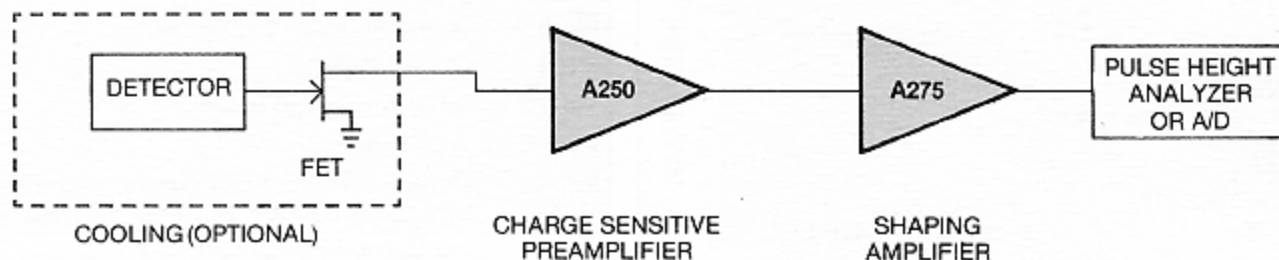 DETECTOR
FET
COOLING (OPTIONAL)
A250
CHARGE SENSITIVE
PREAMPLIFIER
A275
SHAPING
AMPLIFIER
PULSE HEIGHT
ANALYZER
OR A/D